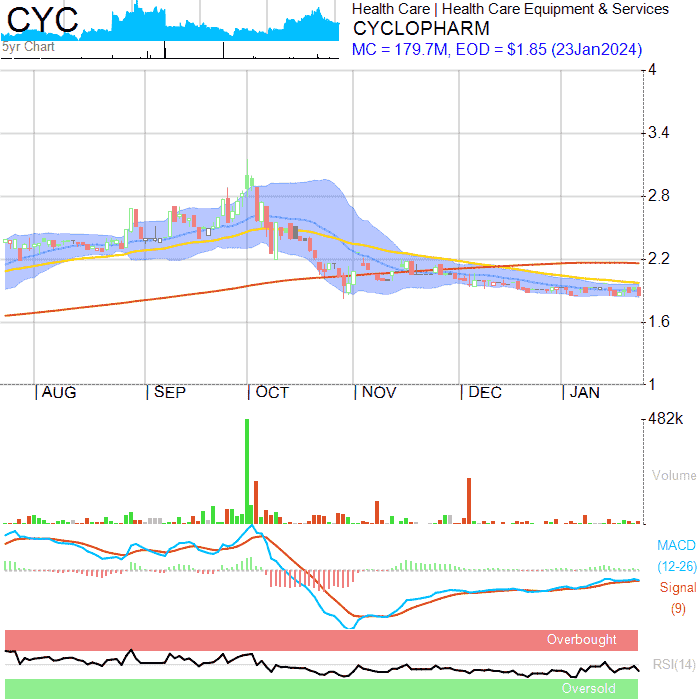 CYC
5yr Chart
Health Care | Health Care Equipment & Services
CYCLOPHARM
MC = 179.7M, EOD = $1.85 (23Jan2024)
4
3.4
2.8
2.2
1.6
1
| AUG | SEP | OCT | NOV | DEC | JAN
482k
Volume
MACD
(12-26)
Signal
(9)
Overbought
RSI(14)
Oversold